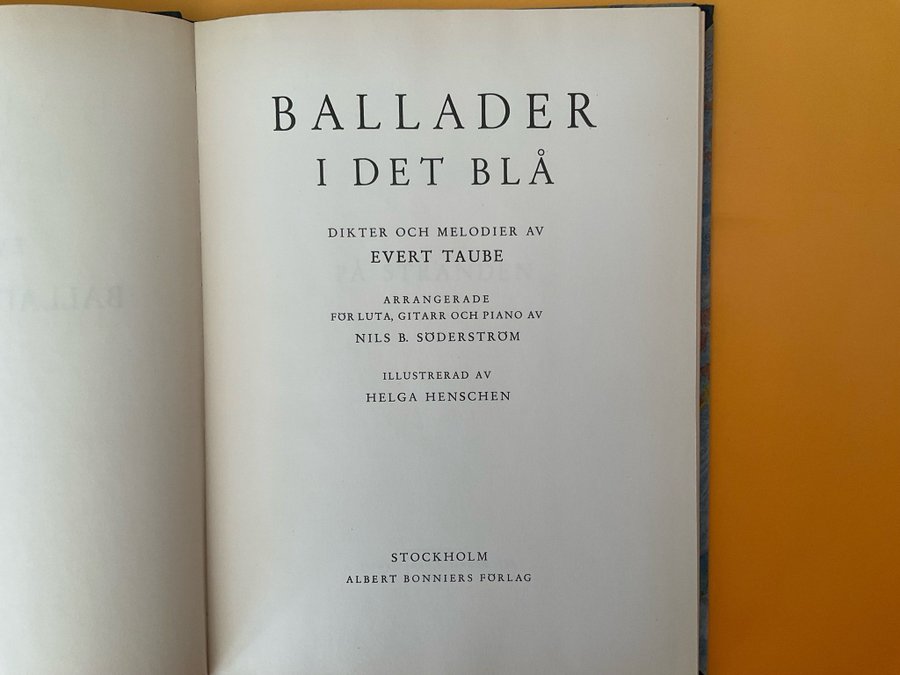 BALLADER
I DET BLÅ
DIKTER OCH MELODIER AV
EVERT TAUBE
ARRANGERADE
FÖR LUTA, GITARR OCH PIANO AV
NILS B. SÖDERSTRÖM
ILLUSTRERAD AV
HELGA HENSCHEN
STOCKHOLM
ALBERT BONNIERS FÖRLAG